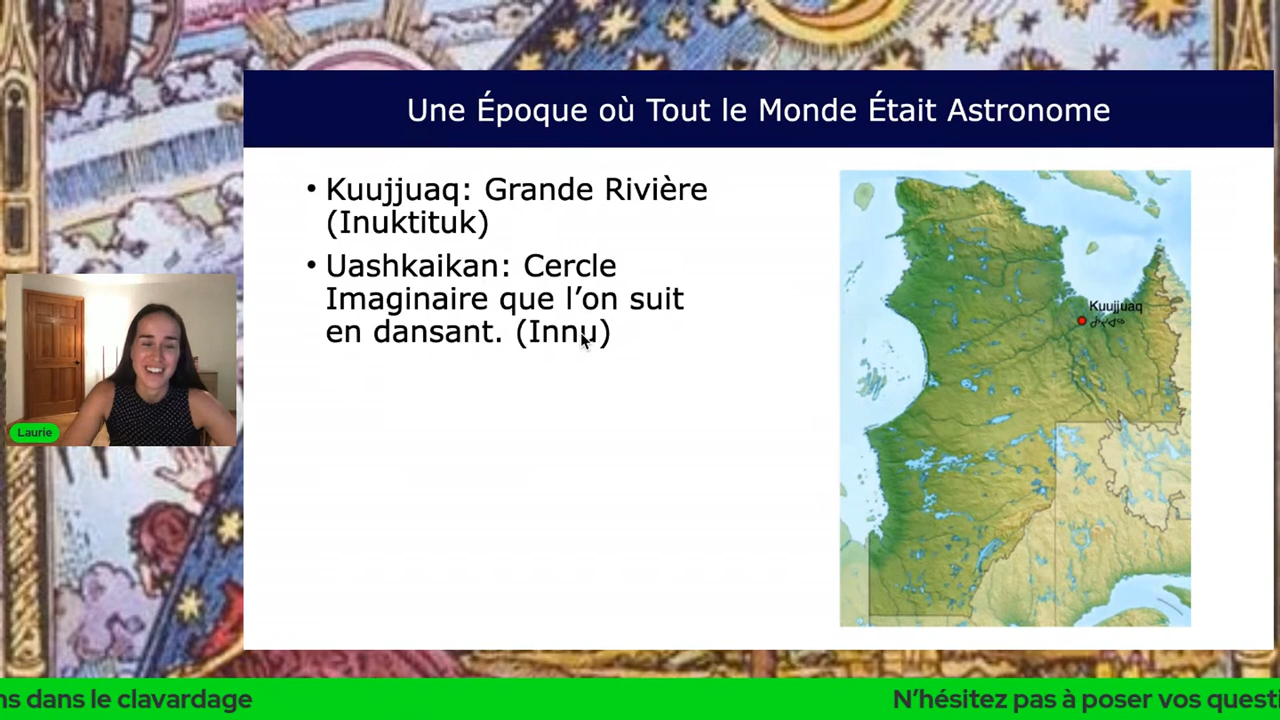 Une Époque où Tout le Monde Était Astronome
• Kuujjuaq: Grande Rivière
(Inuktituk)
• Uashkaikan: Cercle
Imaginaire que l’on suit
en dansant. (Innu)
Kuujjuaq
Laurie
ns dans le clavardage
N’hésitez pas à poser vos questi